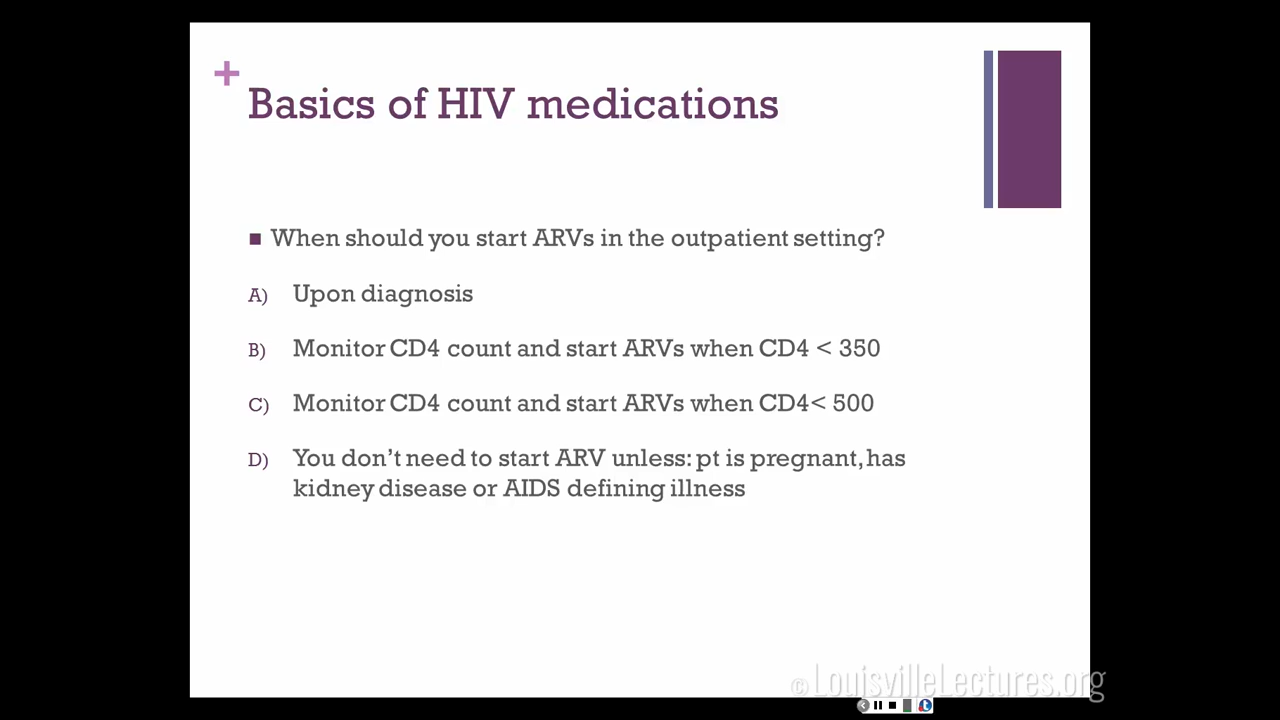 +
Basics of HIV medications
■ When should you start ARVs in the outpatient setting?
A) Upon diagnosis
B) Monitor CD4 count and start ARVs when CD4 < 350
C) Monitor CD4 count and start ARVs when CD4< 500
D) You don't need to start ARV unless: pt is pregnant, has
kidney disease or AIDS defining illness
© LouisvilleLectures.org